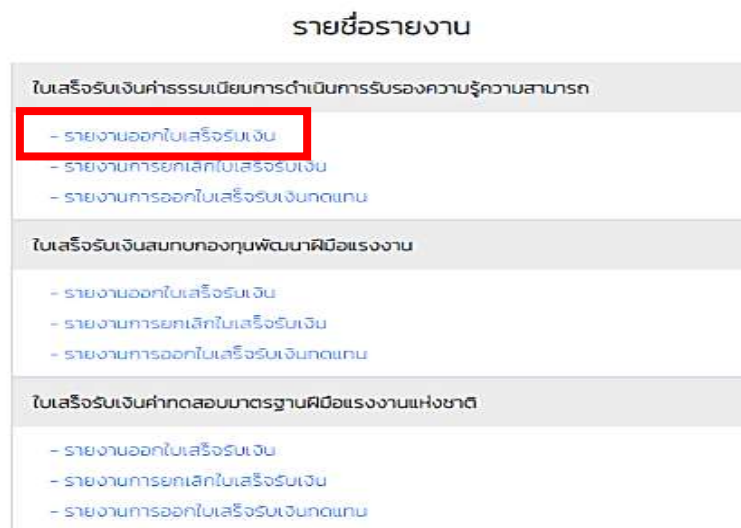 รายชื่อรายงาน
ใบเสร็จรับเงินค่าธรรมเนียมการดำเนินการรับรองความรู้ความสามารถ
- รายงานออกใบเสร็จรับเงิน
- รายงานการยกเลิกใบเสร็จรับเงิน
- รายงานการออกใบเสร็จรับเงินทดแทน
ใบเสร็จรับเงินสมทบกองทุนพัฒนาฝีมือแรงงาน
- รายงานออกใบเสร็จรับเงิน
- รายงานการยกเลิกใบเสร็จรับเงิน
- รายงานการออกใบเสร็จรับเงินทดแทน
ใบเสร็จรับเงินค่าทดสอบมาตรฐานฝีมือแรงงานแห่งชาติ
- รายงานออกใบเสร็จรับเงิน
- รายงานการยกเลิกใบเสร็จรับเงิน
- รายงานการออกใบเสร็จรับเงินทดแทน